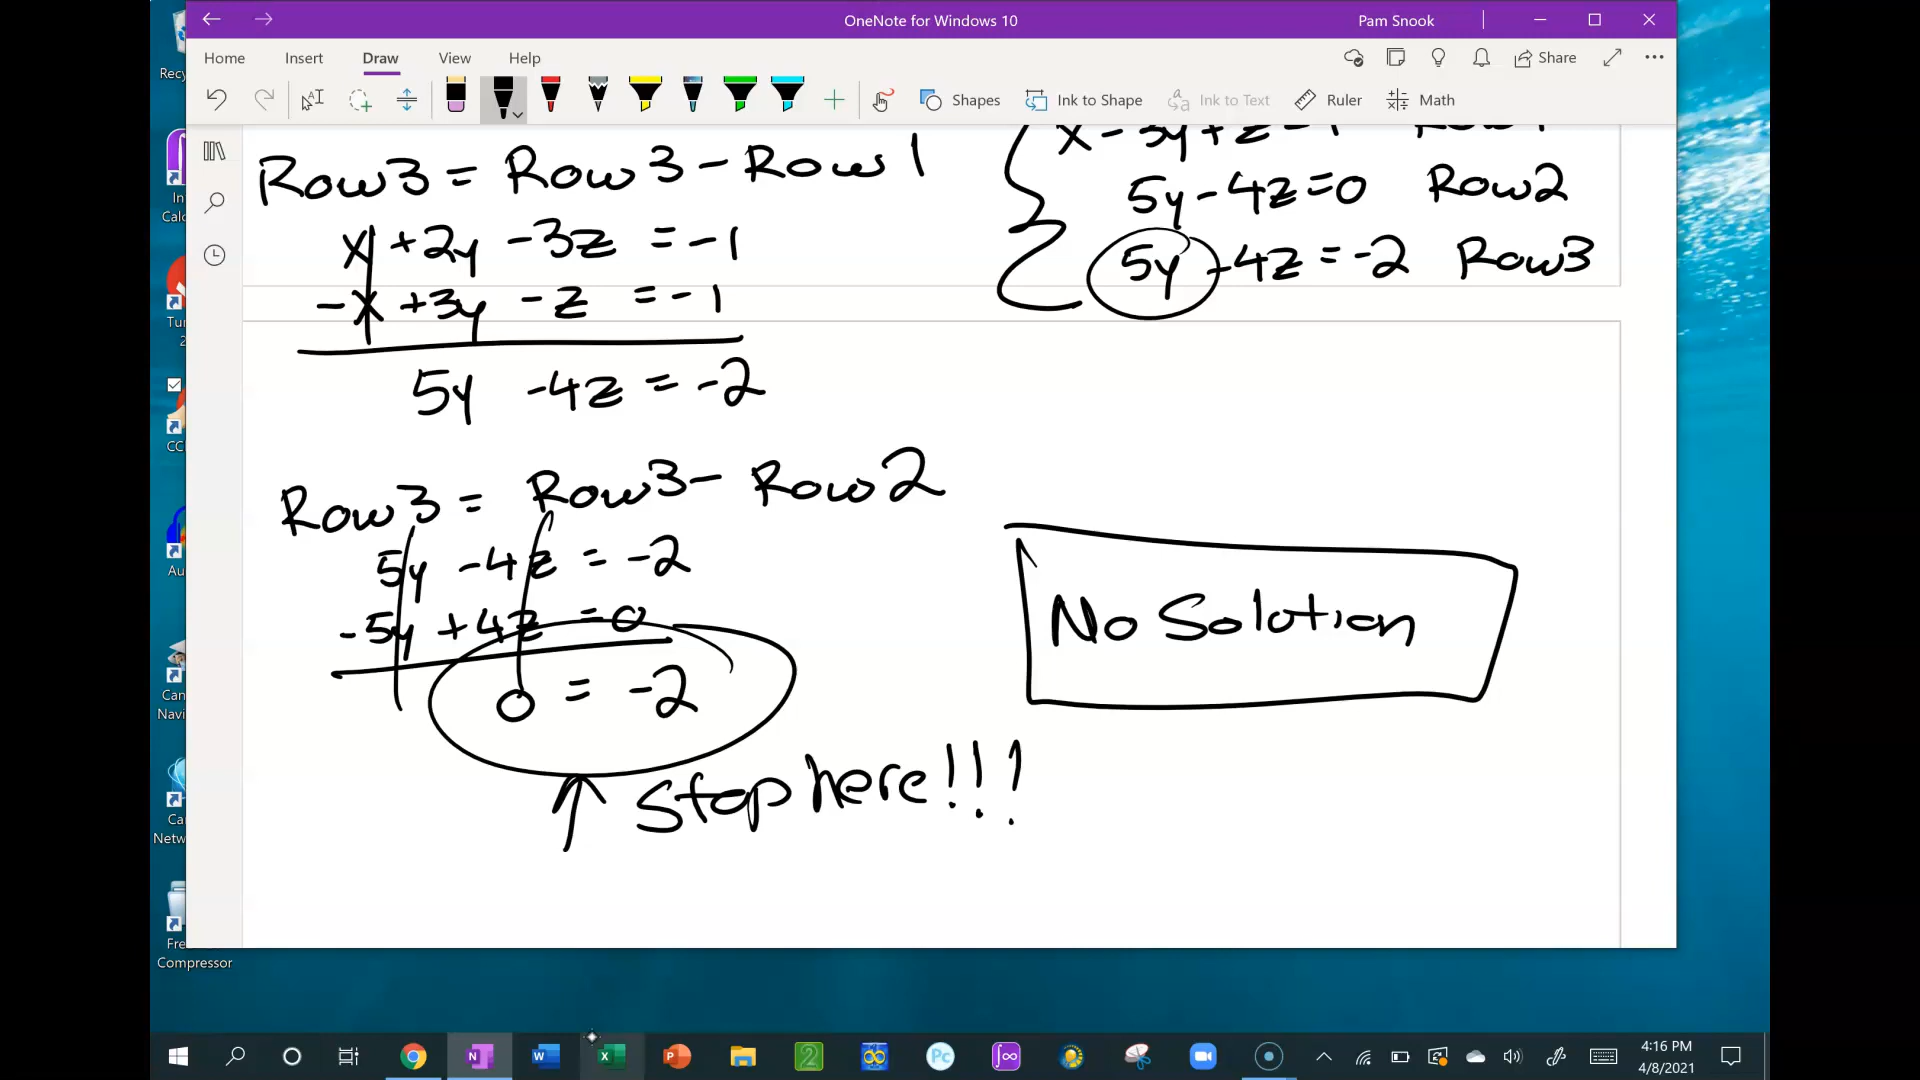 OneNote for Windows 10
Pam Snook
Home Insert Draw View Help
Share
Shapes
Ink to Shape
Ink to Text
Ruler
Math
Row3 = Row3 - Row1
x +2y -3z = -1
-x +3y -z = -1
5y -4z = -2
Row3 = Row3 - Row2
5y -4z = -2
-5y +4z = 0
0 = -2
Stop here!!!
5y - 4z = 0 Row2
5y - 4z = -2 Row3
No Solution
Compressor
4:16 PM
4/8/2021